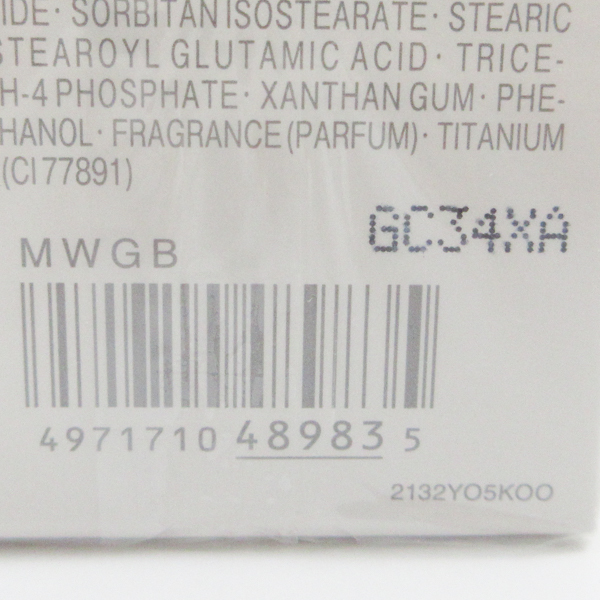 IDE· SORBITAN ISOSTEARATE· STEARIC
STEAROYL GLUTAMIC ACID· TRICE-
H-4 PHOSPHATE· XANTHAN GUM· PHE-
HANOL· FRAGRANCE (PARFUM)· TITANIUM
(CI 77891)
GC34XA
MWGB
4971710 48983 5
2132YO5KOO